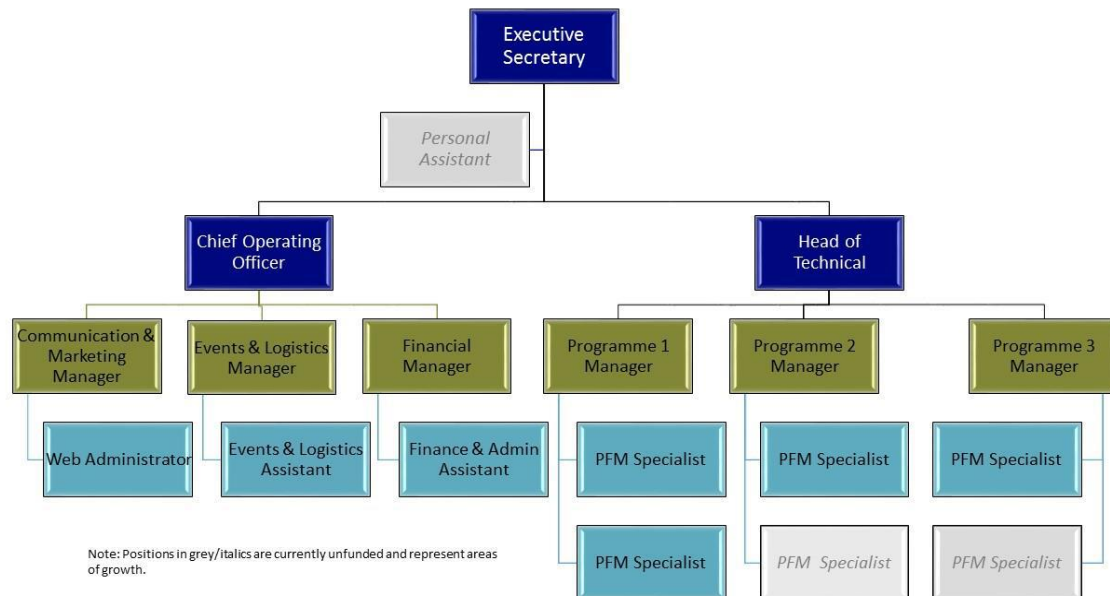 Executive
Secretary
Personal
Assistant
Chief Operating
Officer
Head of
Technical
Communication &
Marketing
Manager
Events & Logistics
Manager
Financial
Manager
Programme 1
Manager
Programme 2
Manager
Programme 3
Manager
Web Administrator
Events & Logistics
Assistant
Finance & Admin
Assistant
PFM Specialist
PFM Specialist
PFM Specialist
PFM Specialist
PFM Specialist
PFM Specialist
Note: Positions in grey/italics are currently unfunded and represent areas
of growth.